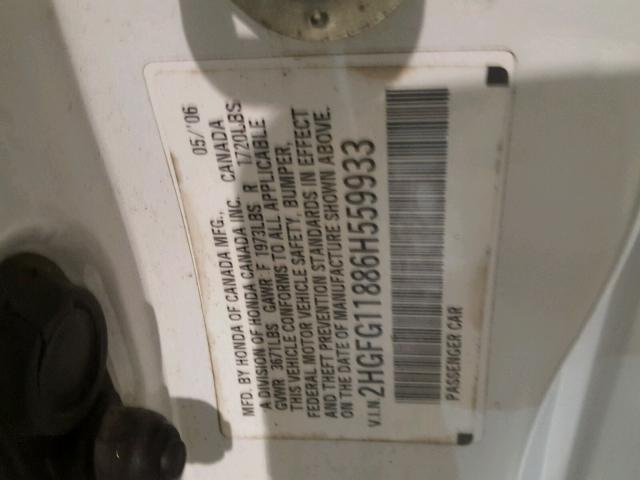 MFD. BY HONDA OF CANADA MFG., CANADA 05/'06
A DIVISION OF HONDA CANADA INC.
GVWR 3671LBS GAWR F 1973LBS R 1720LBS
THIS VEHICLE CONFORMS TO ALL APPLICABLE
FEDERAL MOTOR VEHICLE SAFETY, BUMPER,
AND THEFT PREVENTION STANDARDS IN EFFECT
ON THE DATE OF MANUFACTURE SHOWN ABOVE.
V.I.N. 2HGFG11886H559933
PASSENGER CAR